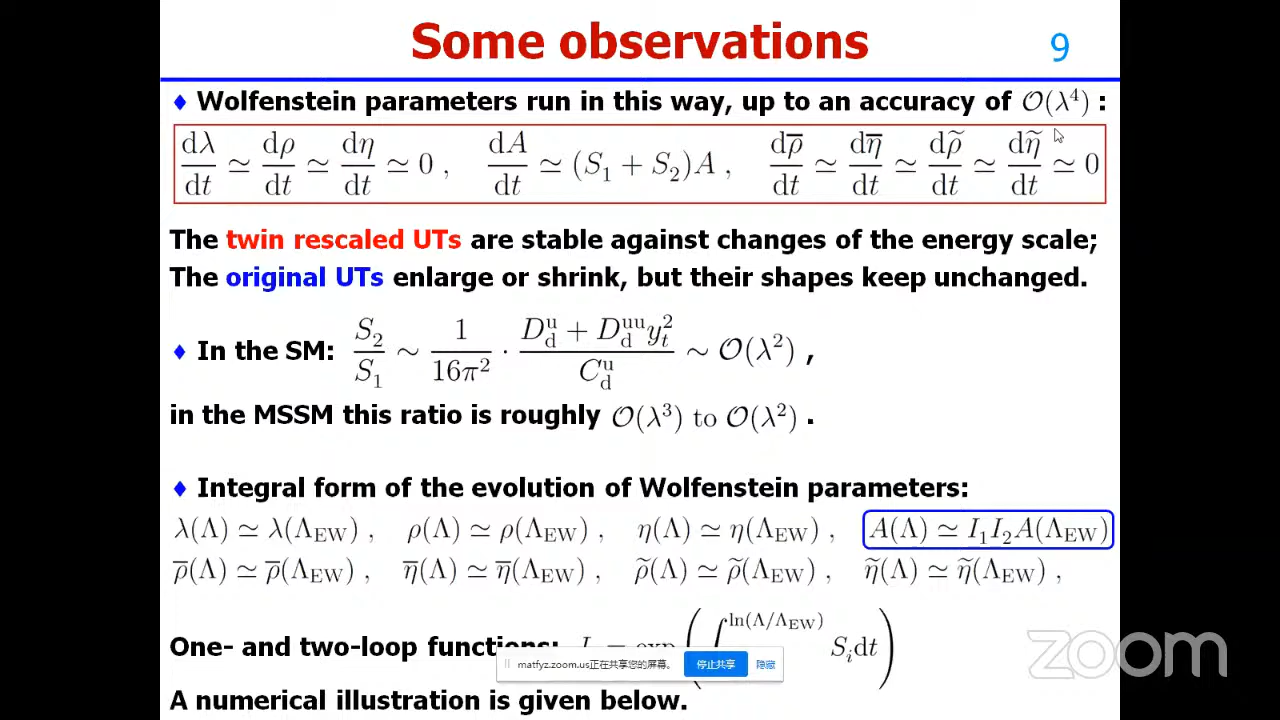 Some observations
9
♦ Wolfenstein parameters run in this way, up to an accuracy of 𝒪(λ⁴) :
dλ/dt ≃ dρ/dt ≃ dη/dt ≃ 0 , dA/dt ≃ (S₁ + S₂)A , dρ̅/dt ≃ dη̅/dt ≃ dρ̃/dt ≃ dη̃/dt ≃ 0
The twin rescaled UTs are stable against changes of the energy scale;
The original UTs enlarge or shrink, but their shapes keep unchanged.
♦ In the SM: S₂/S₁ ∼ 1/16π² · (D_d^u + D_d^uu y_t²)/C_d^u ∼ 𝒪(λ²) ,
in the MSSM this ratio is roughly 𝒪(λ³) to 𝒪(λ²) .
♦ Integral form of the evolution of Wolfenstein parameters:
λ(Λ) ≃ λ(Λ_EW) , ρ(Λ) ≃ ρ(Λ_EW) , η(Λ) ≃ η(Λ_EW) , A(Λ) ≃ I₁I₂A(Λ_EW)
ρ̅(Λ) ≃ ρ̅(Λ_EW) , η̅(Λ) ≃ η̅(Λ_EW) , ρ̃(Λ) ≃ ρ̃(Λ_EW) , η̃(Λ) ≃ η̃(Λ_EW) ,
One- and two-loop functions: I = exp ( ∫^ln(Λ/Λ_EW) S_i dt )
matfyz.zoom.us正在共享您的屏幕。 停止共享 隐藏
A numerical illustration is given below.
zoom